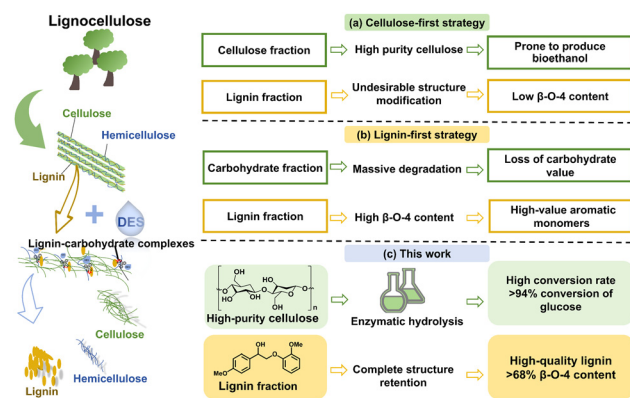 Lignocellulose
Cellulose
Hemicellulose
Lignin
+
DES
Lignin-carbohydrate complexes
Cellulose
Lignin
Hemicellulose
(a) Cellulose-first strategy
Cellulose fraction
High purity cellulose
Prone to produce
bioethanol
Lignin fraction
Undesirable structure
modification
Low β-O-4 content
(b) Lignin-first strategy
Carbohydrate fraction
Massive degradation
Loss of carbohydrate
value
Lignin fraction
High β-O-4 content
High-value aromatic
monomers
(c) This work
OH
OH
HO
O
O
HO
O
OH
O
OH
n
High-purity cellulose
Enzymatic hydrolysis
High conversion rate
>94% conversion of
glucose
OH
OMe
O
MeO
Lignin fraction
Complete structure
retention
High-quality lignin
>68% β-O-4 content